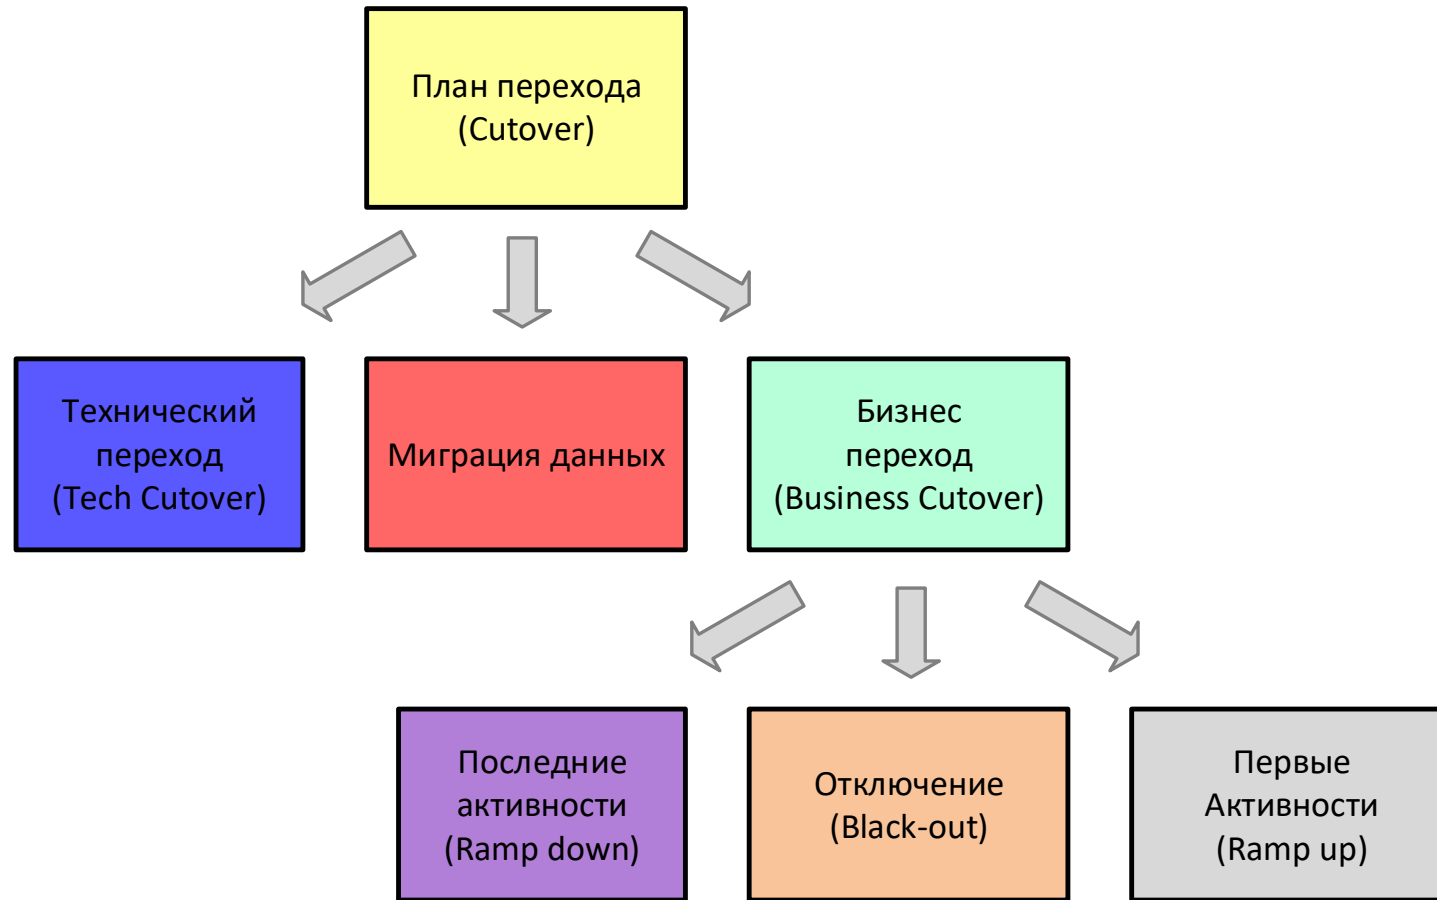 План перехода
(Cutover)
Технический
переход
(Tech Cutover)
Миграция данных
Бизнес
переход
(Business Cutover)
Последние
активности
(Ramp down)
Отключение
(Black-out)
Первые
Активности
(Ramp up)